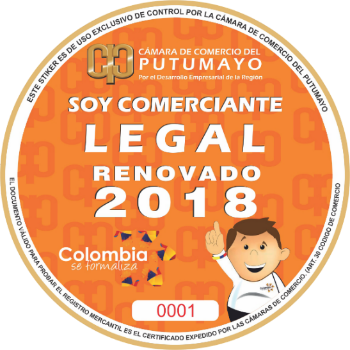 ESTE STIKER ES DE USO EXCLUSIVO DE CONTROL POR LA CÁMARA DE COMERCIO DEL PUTUMAYO
CÁMARA DE COMERCIO DEL
PUTUMAYO
Por el Desarrollo Empresarial de la Región
SOY COMERCIANTE
LEGAL
RENOVADO
2018
Colombia
se formaliza
0001
EL DOCUMENTO VÁLIDO PARA PROBAR EL REGISTRO MERCANTIL ES EL CERTIFICADO EXPEDIDO POR LAS CÁMARAS DE COMERCIO. (ART. 30 CODIGO DE COMERCIO)